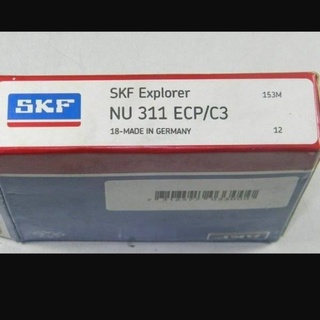 SKF
SKF Explorer
153M
NU 311 ECP/C3
18-MADE IN GERMANY
12